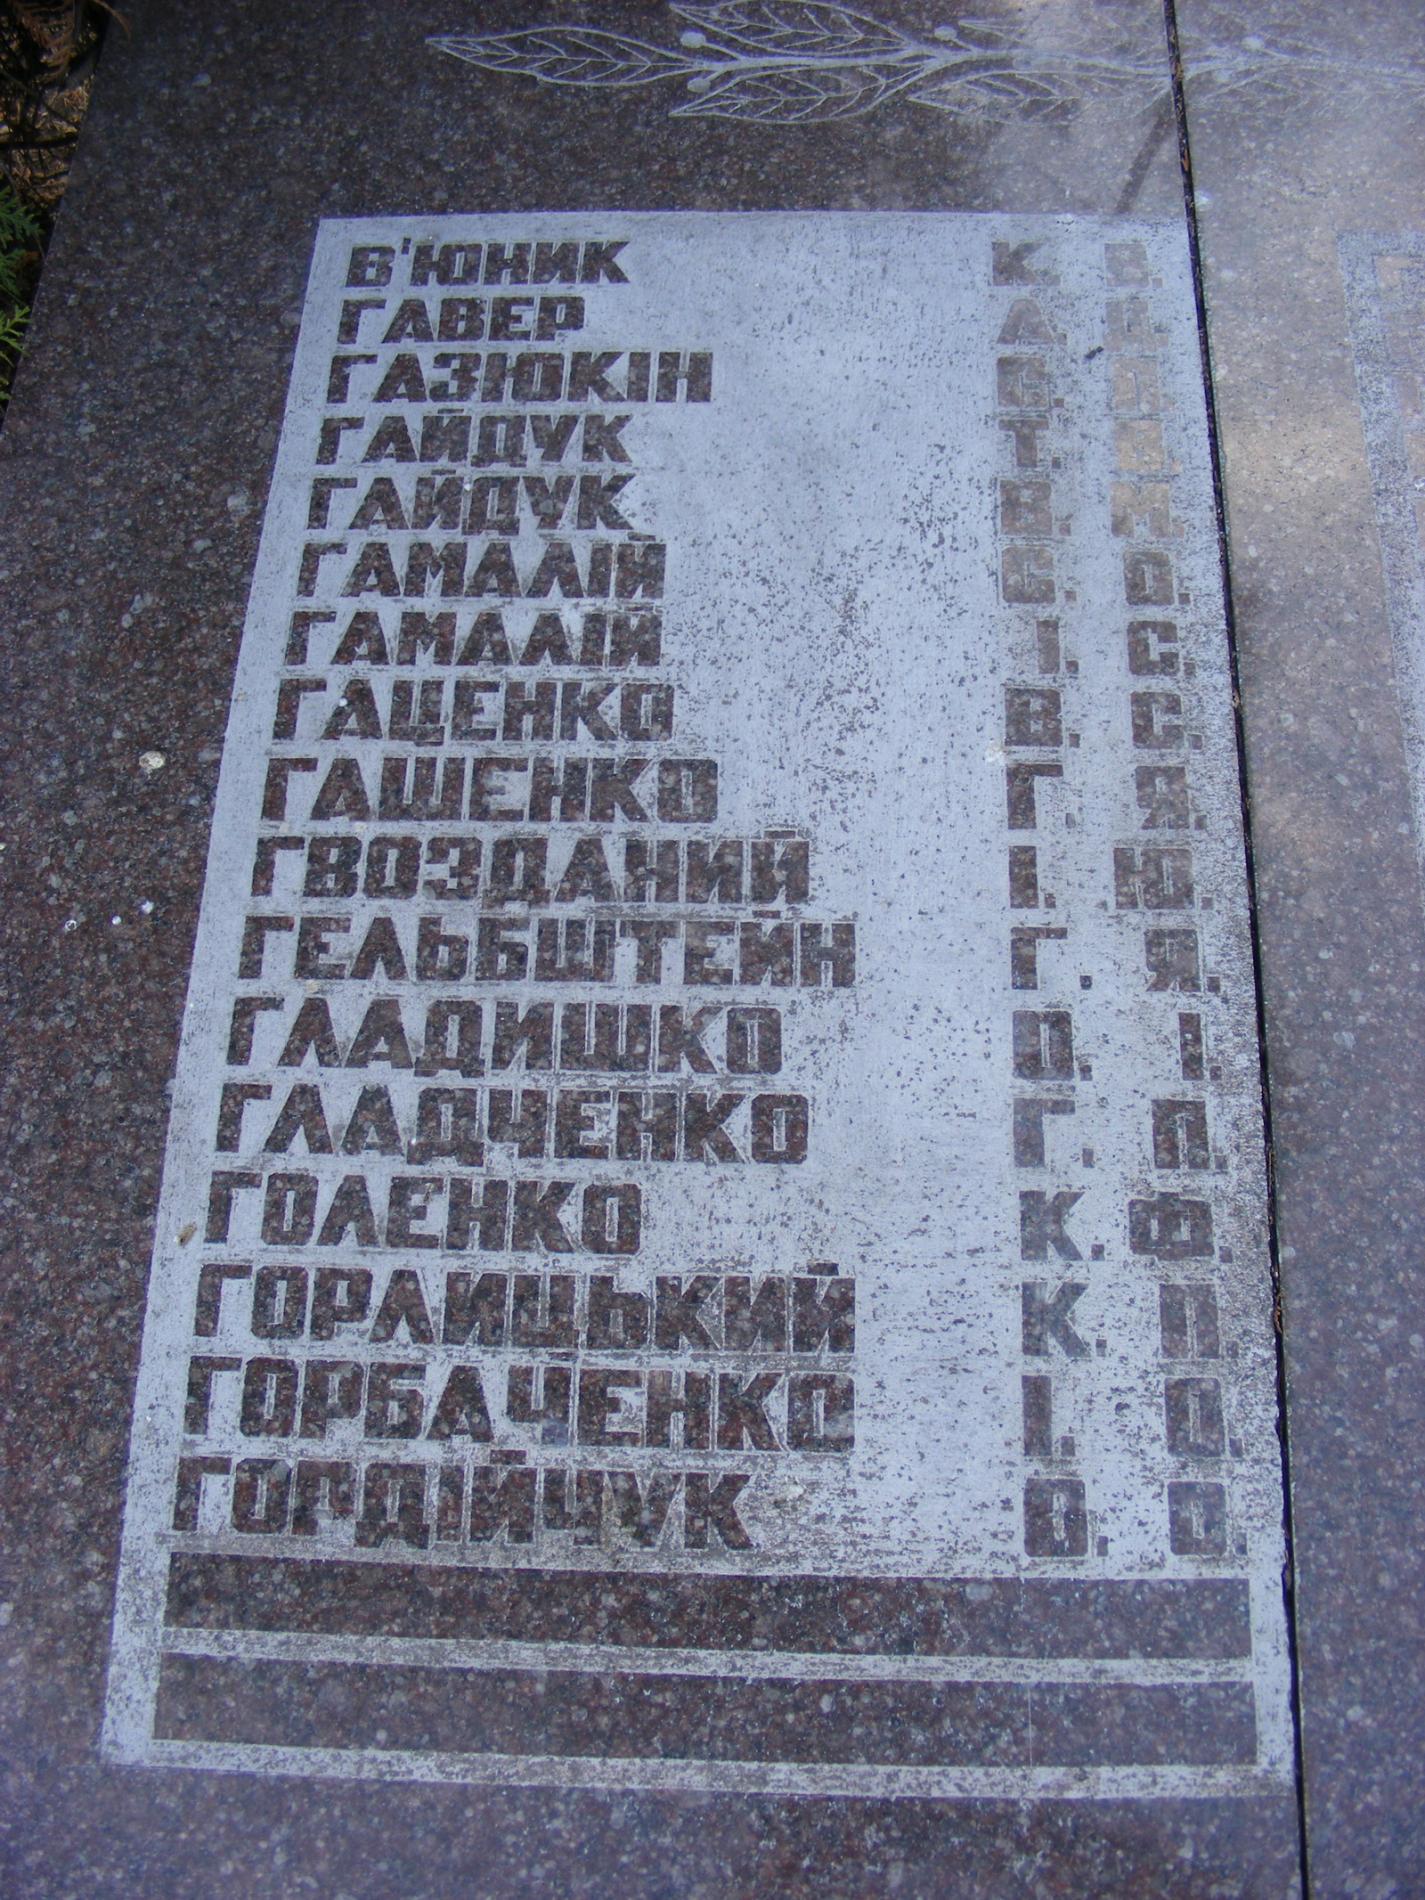 В'ЮНИК К. В.
ГАВЕР А. Ц.
ГАЗЮКІН С. П.
ГАЙДУК Т. В.
ГАЙДУК В. М.
ГАМАЛІЙ С. О.
ГАМАЛІЙ І. С.
ГАЦЕНКО В. С.
ГАШЕНКО Г. Я.
ГВОЗДАНИЙ І. Ю.
ГЕЛЬБШТЕЙН Г. Я.
ГЛАДИШКО О. І.
ГЛАДЧЕНКО Г. П.
ГОЛЕНКО К. Ф.
ГОРЛИЦЬКИЙ К. П.
ГОРБАЧЕНКО І. О.
ГОРДІЙЧУК О. О.